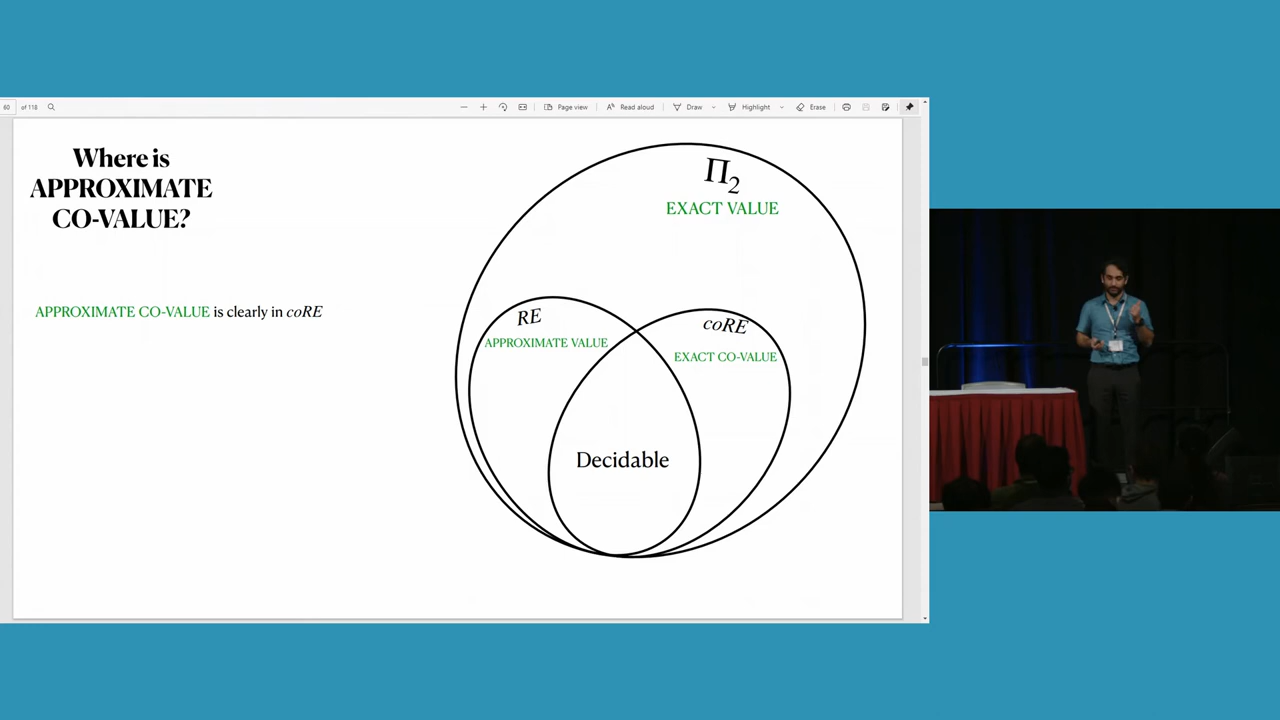 60 of 118
Page view
Read aloud
Draw
Highlight
Erase
Where is
APPROXIMATE
CO-VALUE?
APPROXIMATE CO-VALUE is clearly in coRE
Π2
EXACT VALUE
RE
APPROXIMATE VALUE
coRE
EXACT CO-VALUE
Decidable